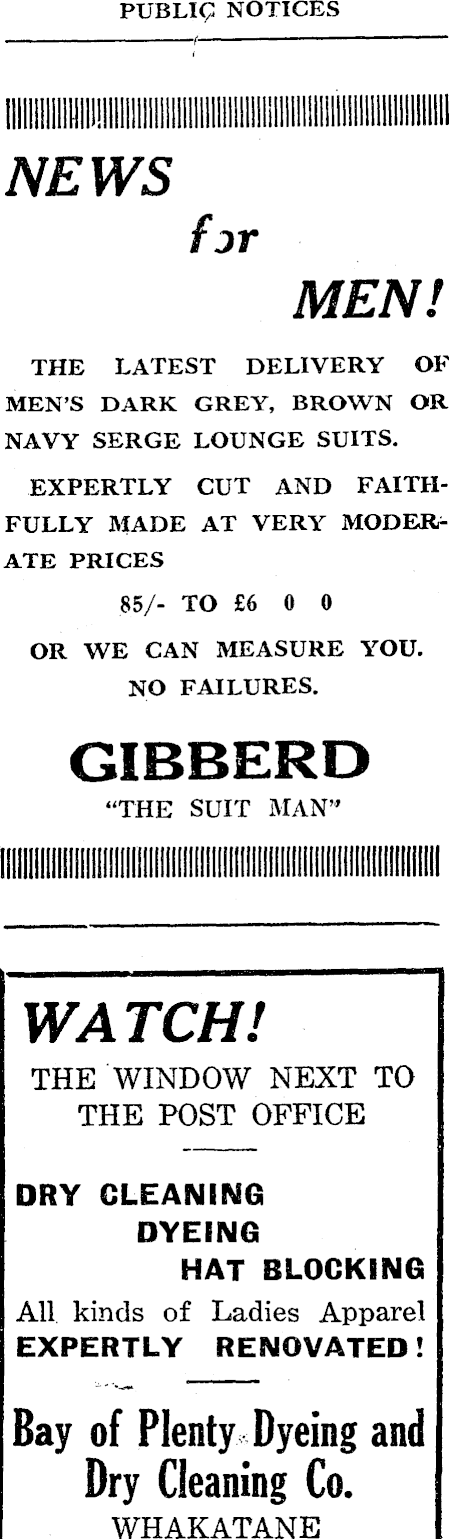 PUBLIC NOTICES
NEWS
for
MEN!
THE LATEST DELIVERY OF
MEN'S DARK GREY, BROWN OR
NAVY SERGE LOUNGE SUITS.
EXPERTLY CUT AND FAITH-
FULLY MADE AT VERY MODER-
ATE PRICES
85/- TO £6 0 0
OR WE CAN MEASURE YOU.
NO FAILURES.
GIBBERD
"THE SUIT MAN"
WATCH!
THE WINDOW NEXT TO
THE POST OFFICE
DRY CLEANING
DYEING
HAT BLOCKING
All kinds of Ladies Apparel
EXPERTLY RENOVATED!
Bay of Plenty Dyeing and
Dry Cleaning Co.
WHAKATANE